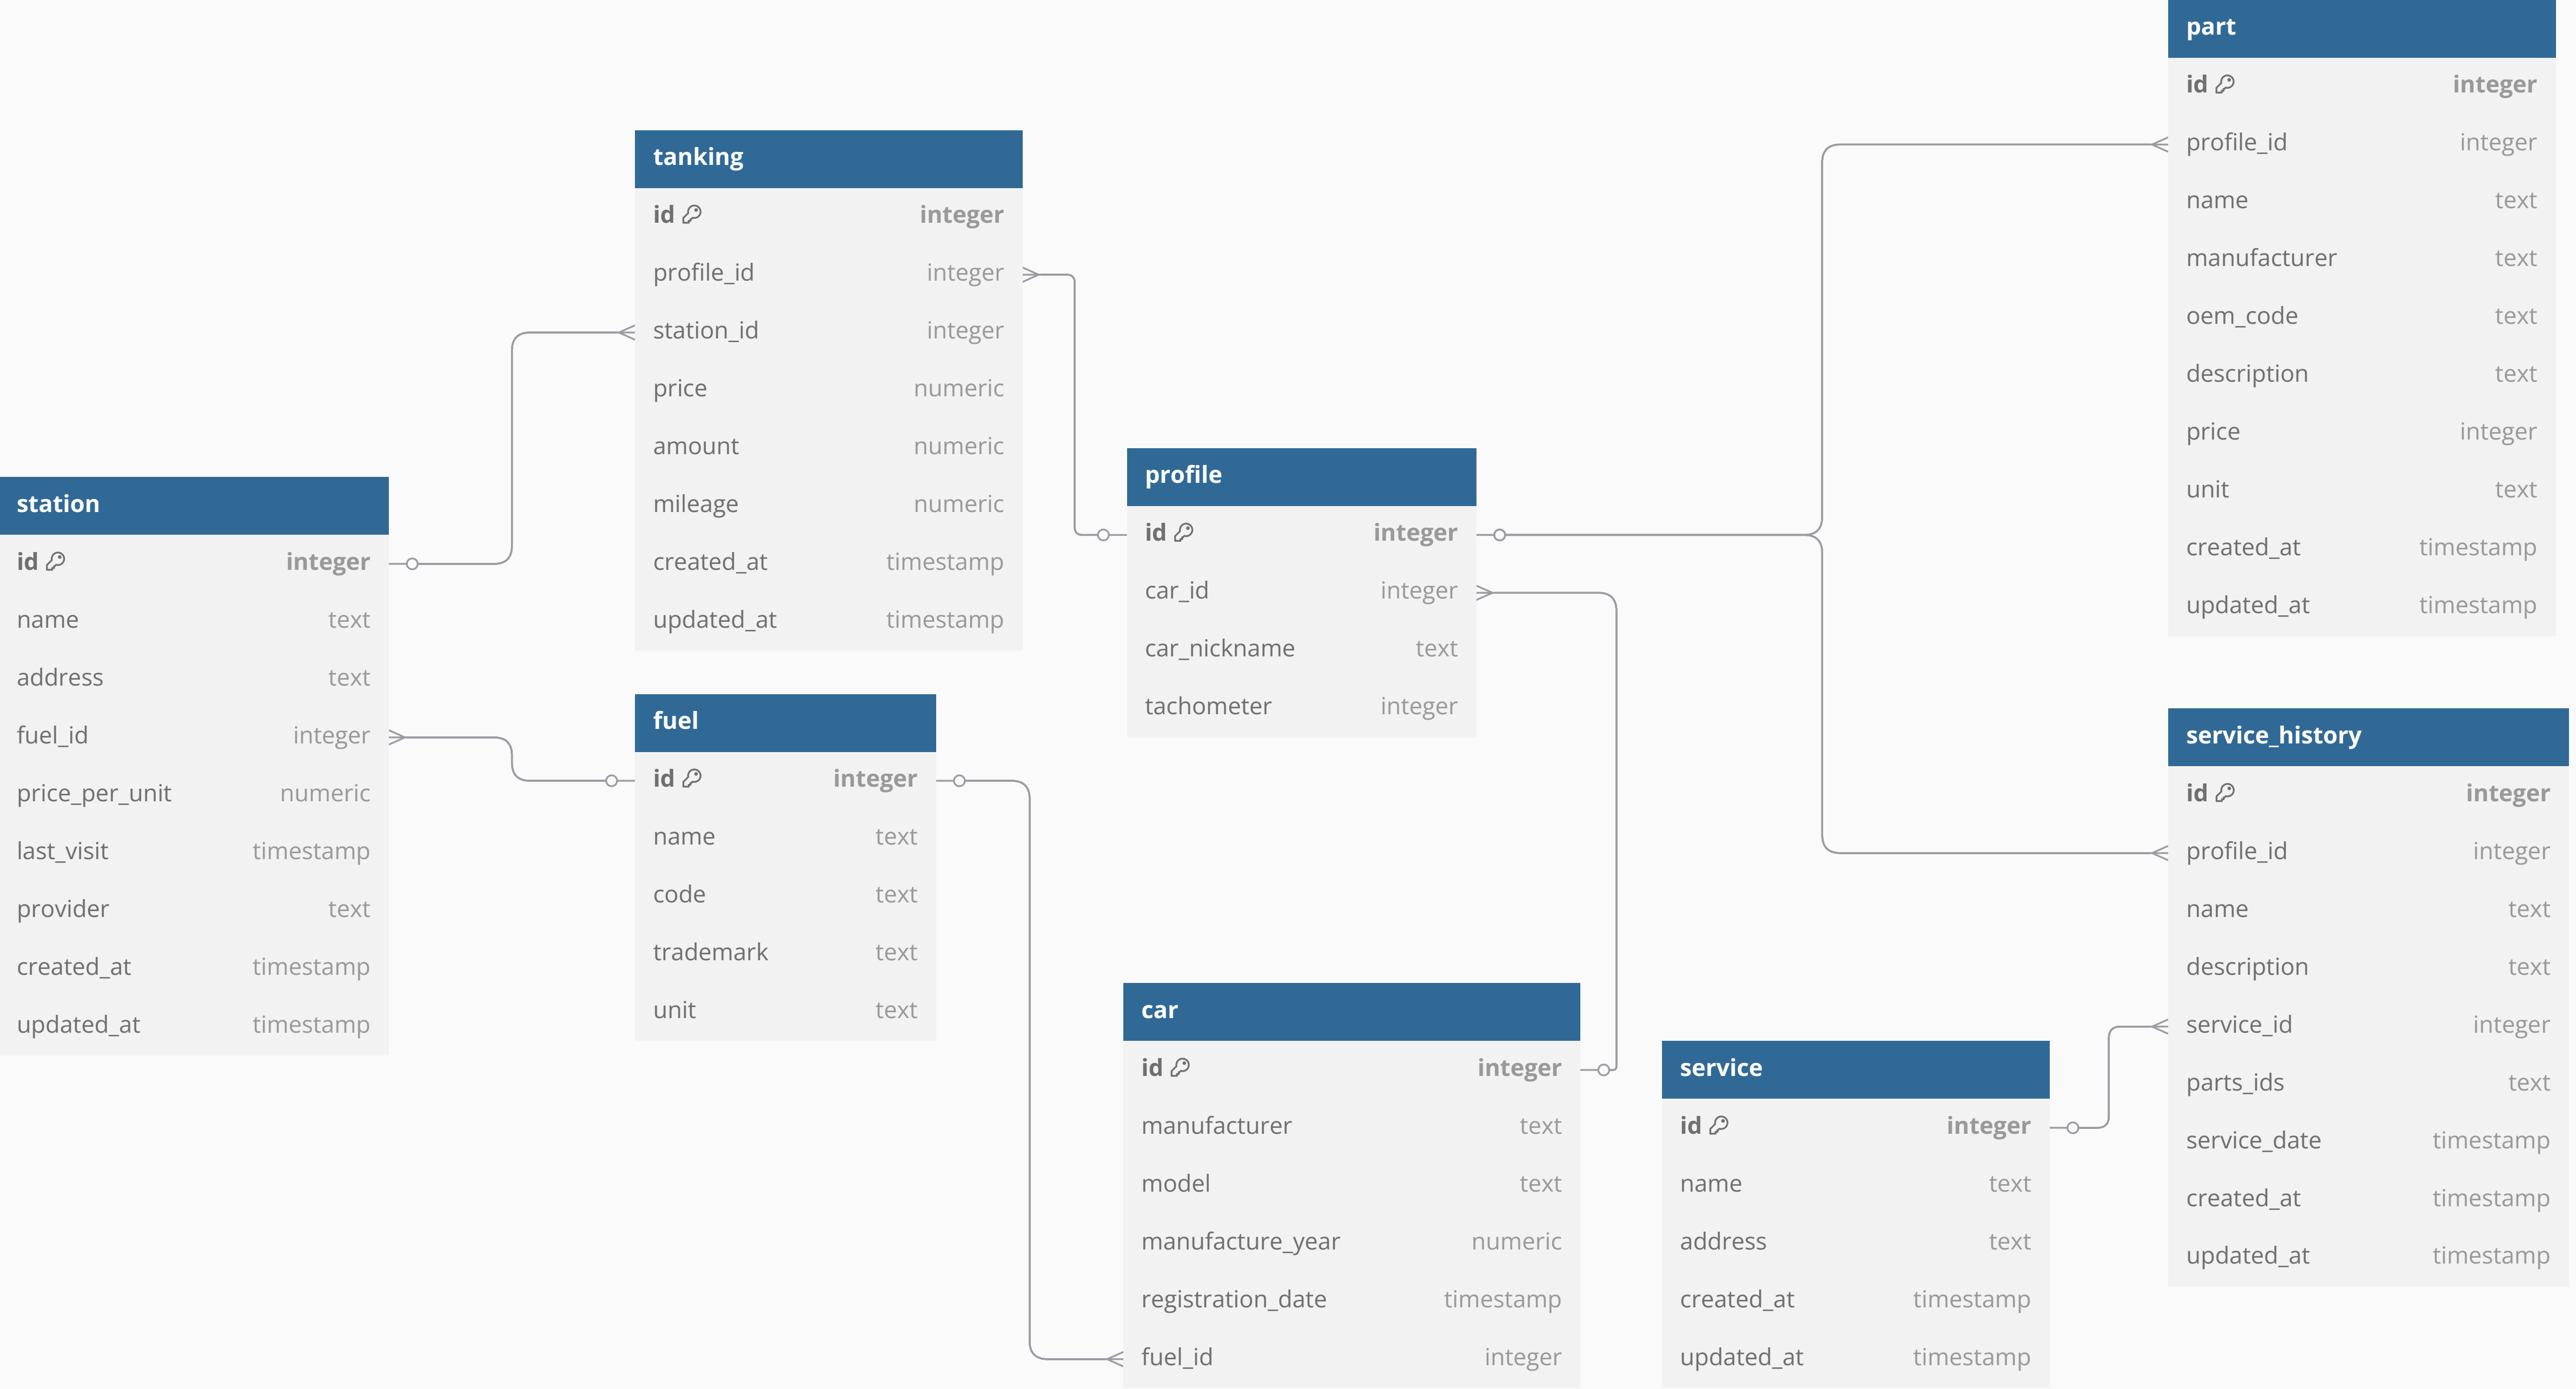 part
id integer
profile_id integer
name text
manufacturer text
oem_code text
description text
price integer
unit text
created_at timestamp
updated_at timestamp
tanking
id integer
profile_id integer
station_id integer
price numeric
amount numeric
mileage numeric
created_at timestamp
updated_at timestamp
profile
id integer
car_id integer
car_nickname text
tachometer integer
station
id integer
name text
address text
fuel_id integer
price_per_unit numeric
last_visit timestamp
provider text
created_at timestamp
updated_at timestamp
fuel
id integer
name text
code text
trademark text
unit text
service_history
id integer
profile_id integer
name text
description text
service_id integer
parts_ids text
service_date timestamp
created_at timestamp
updated_at timestamp
car
id integer
manufacturer text
model text
manufacture_year numeric
registration_date timestamp
fuel_id integer
service
id integer
name text
address text
created_at timestamp
updated_at timestamp